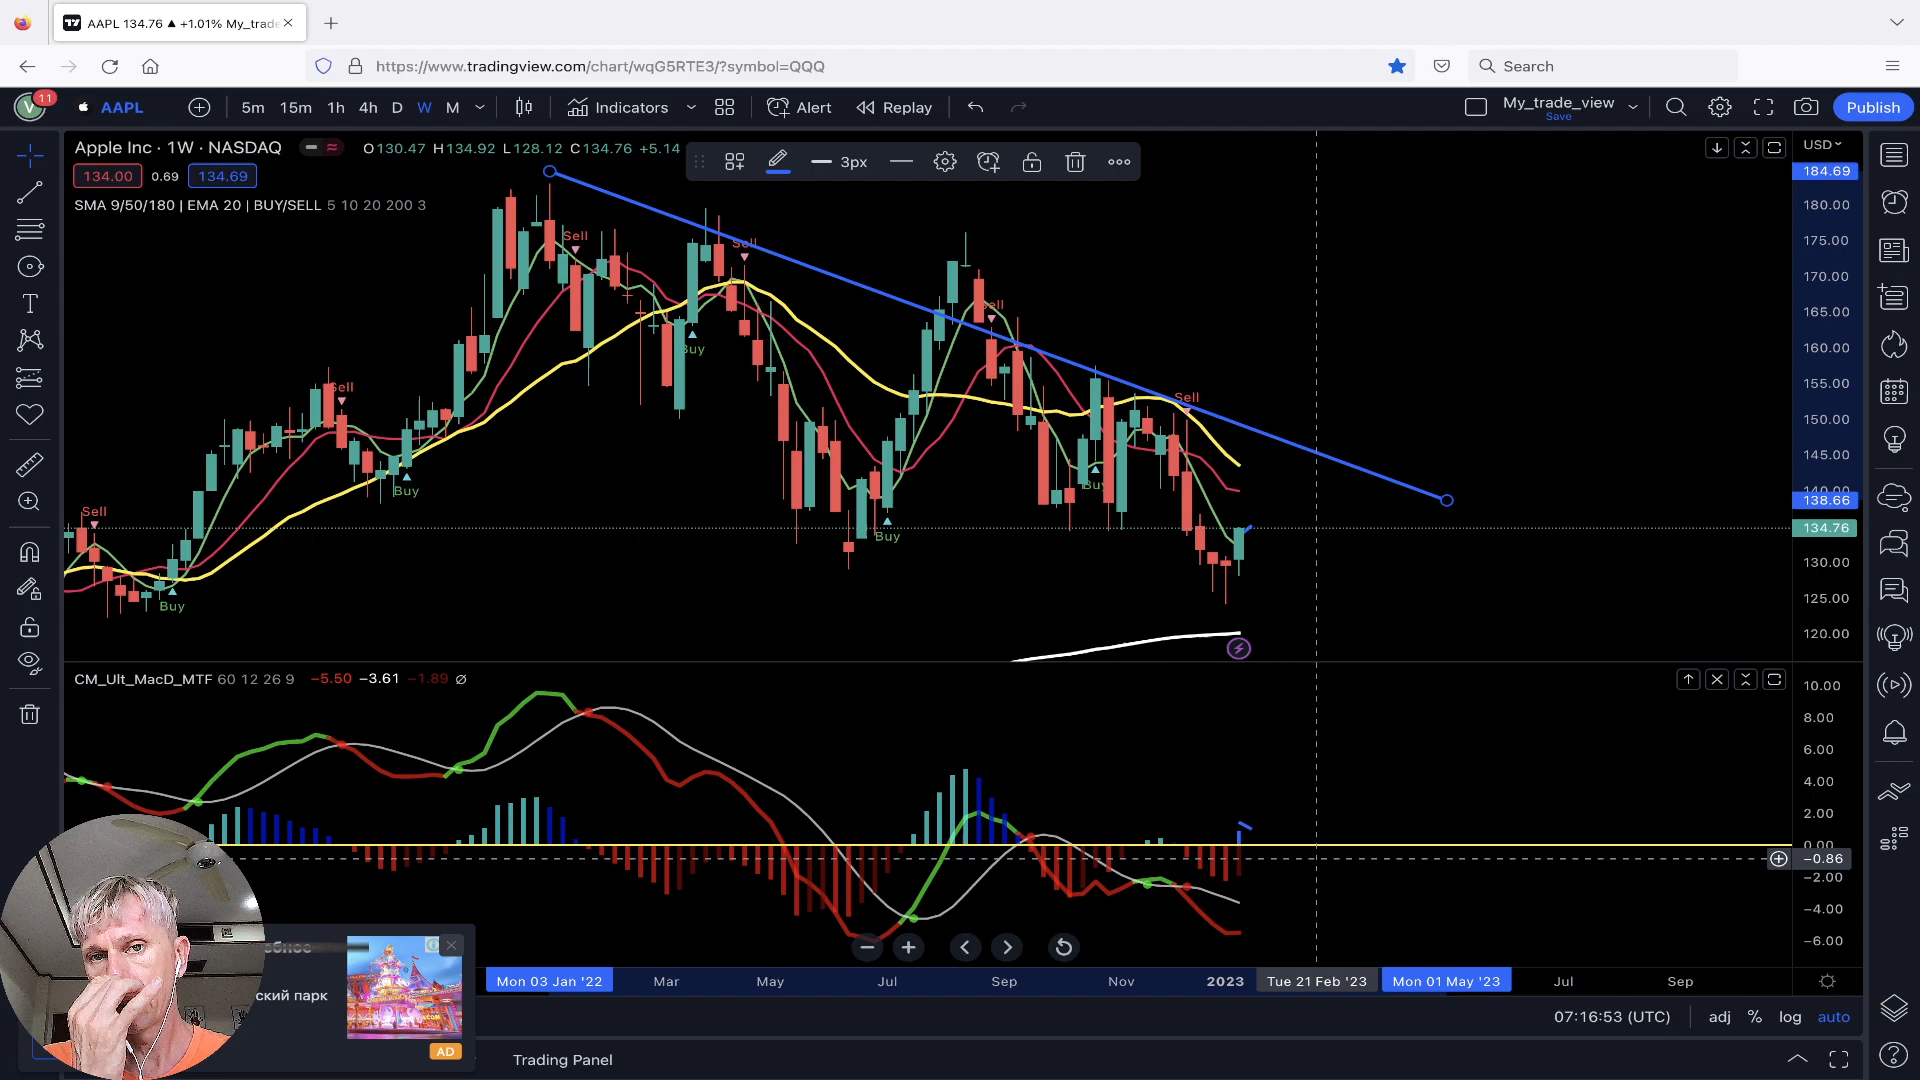 AAPL 134.76 ▲ +1.01% My_trade
https://www.tradingview.com/chart/wqG5RTE3/?symbol=QQQ
Search
V 11
AAPL
5m 15m 1h 4h D W M
Indicators
Alert
Replay
My_trade_view
Save
Publish
Apple Inc · 1W · NASDAQ
O130.47 H134.92 L128.12 C134.76 +5.14
3px
USD
134.00 0.69 134.69
SMA 9/50/180 | EMA 20 | BUY/SELL 5 10 20 200 3
184.69
180.00
175.00
170.00
165.00
160.00
155.00
150.00
145.00
140.00
138.66
134.76
130.00
125.00
120.00
Sell
Sell
Sell
Buy
Sell
Sell
Sell
Buy
Buy
Buy
Buy
Buy
CM_Ult_MacD_MTF 60 12 26 9 −5.50 −3.61 −1.89 ∅
10.00
8.00
6.00
4.00
2.00
0.00
−0.86
−2.00
−4.00
−6.00
Mon 03 Jan '22 Mar May Jul Sep Nov 2023 Tue 21 Feb '23 Mon 01 May '23 Jul Sep
ский парк
AD
07:16:53 (UTC) adj % log auto
Trading Panel